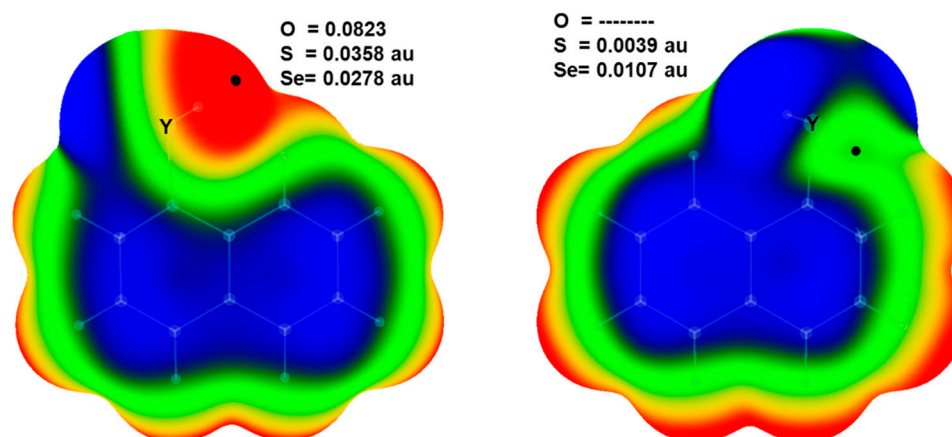 O = 0.0823
S = 0.0358 au
Se= 0.0278 au
Y
O = --------
S = 0.0039 au
Se= 0.0107 au
Y